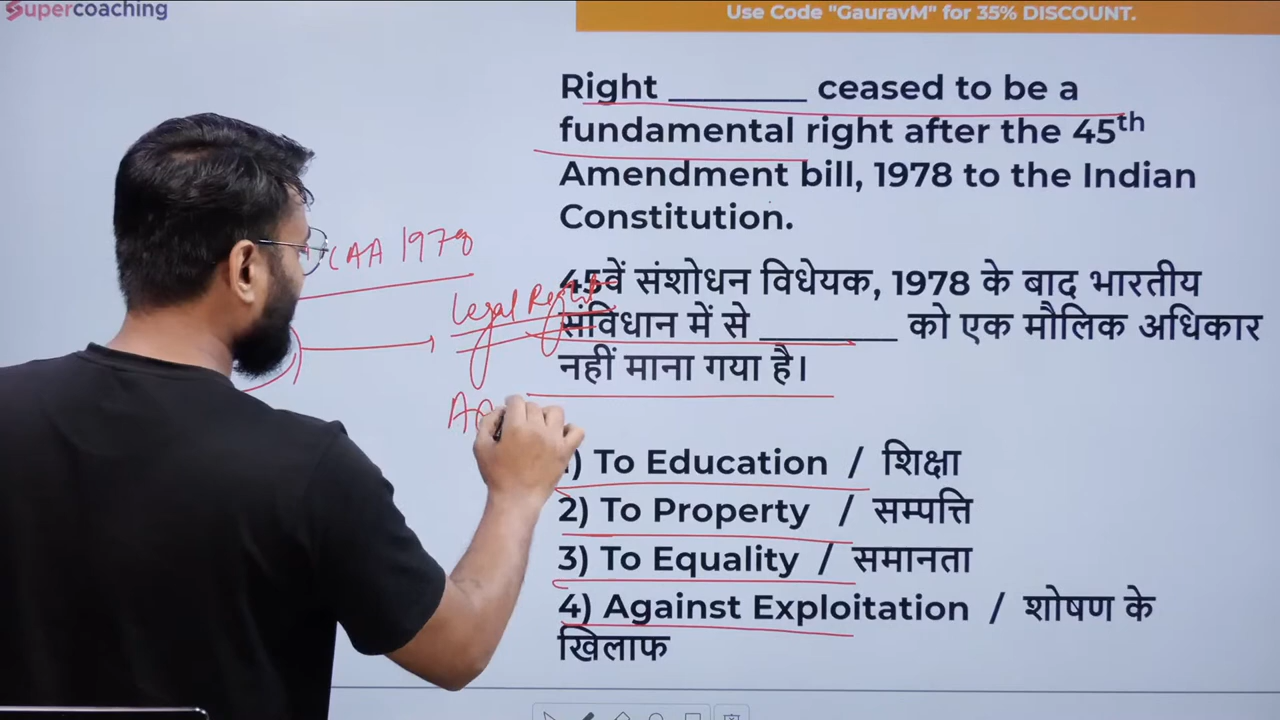 Supercoaching
Use Code "GauravM" for 35% DISCOUNT.
Right ________ ceased to be a
fundamental right after the 45th
Amendment bill, 1978 to the Indian
Constitution.
CAA 1978
Legal Right
45वें संशोधन विधेयक, 1978 के बाद भारतीय
संविधान में से ________ को एक मौलिक अधिकार
नहीं माना गया है।
1) To Education / शिक्षा
2) To Property / सम्पत्ति
3) To Equality / समानता
4) Against Exploitation / शोषण के
खिलाफ